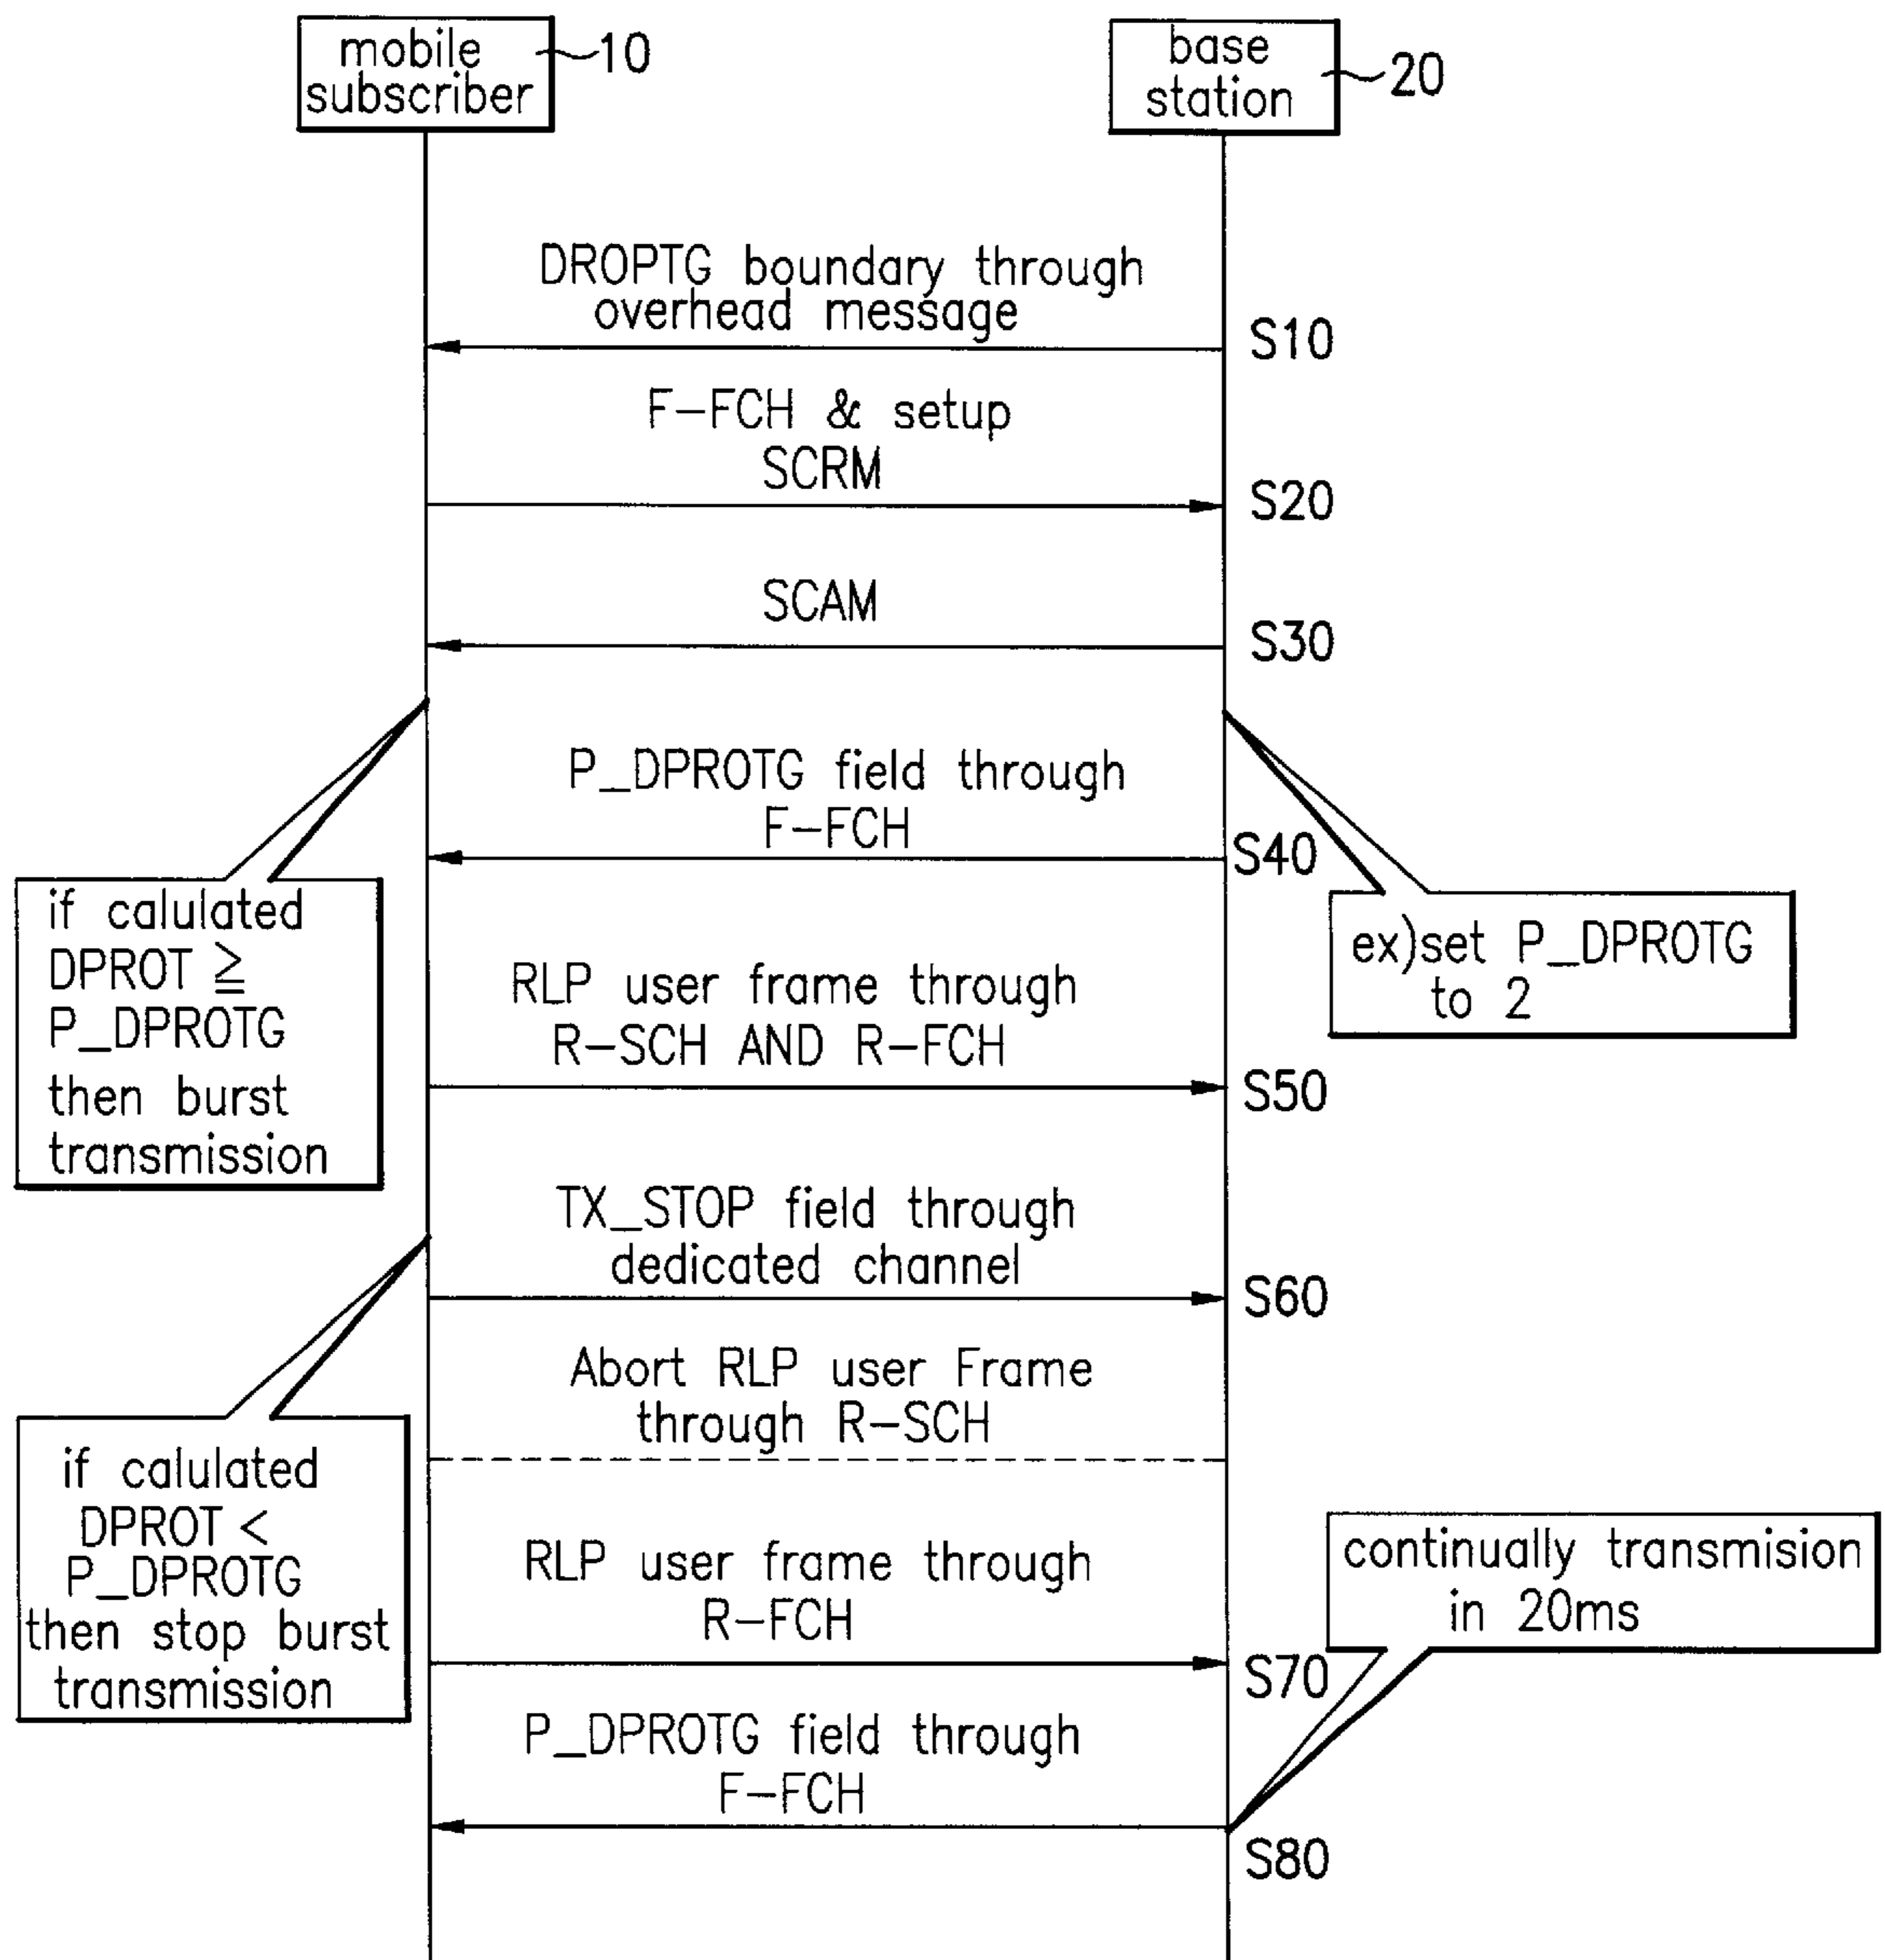 mobile
subscriber
10
base
station
20
DROPTG boundary through
overhead message
S10
F-FCH & setup
SCRM
S20
SCAM
S30
P_DPROTG field through
F-FCH
S40
if calulated
DPROT ≧
P_DPROTG
then burst
transmission
ex)set P_DPROTG
to 2
RLP user frame through
R-SCH AND R-FCH
S50
TX_STOP field through
dedicated channel
S60
Abort RLP user Frame
through R-SCH
if calulated
DPROT <
P_DPROTG
then stop burst
transmission
RLP user frame through
R-FCH
S70
continually transmision
in 20ms
P_DPROTG field through
F-FCH
S80